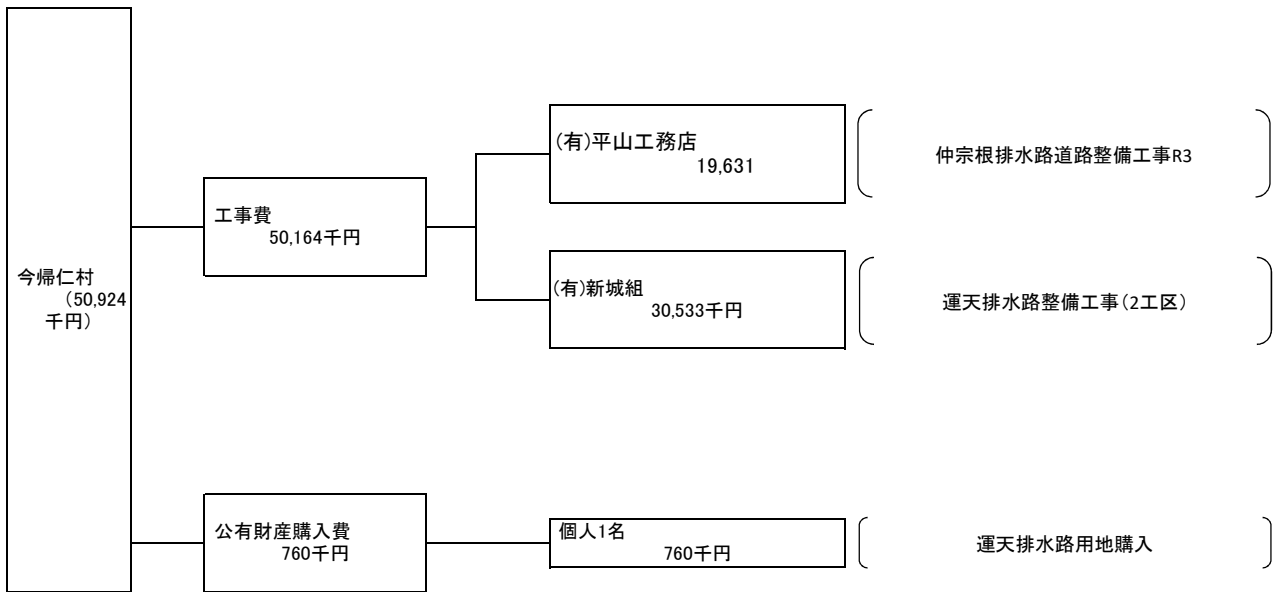 今帰仁村
(50,924
千円)
工事費
50,164千円
(有)平山工務店
19,631
仲宗根排水路道路整備工事R3
(有)新城組
30,533千円
運天排水路整備工事(2工区)
公有財産購入費
760千円
個人1名
760千円
運天排水路用地購入